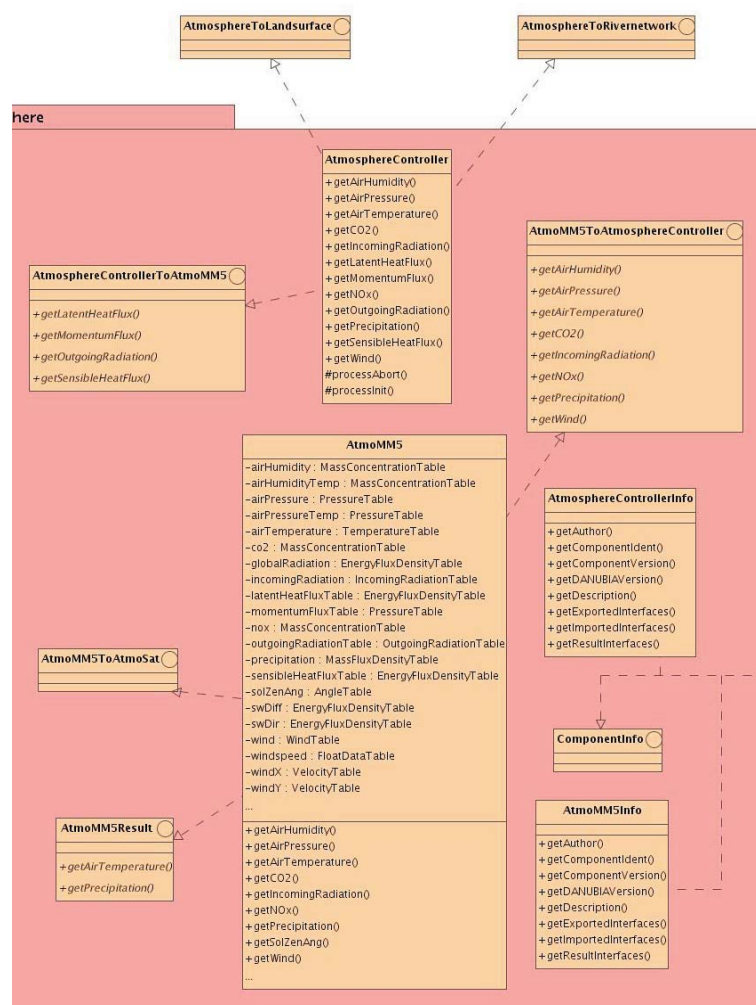 AtmosphereToLandsurface
AtmosphereToRivernetwork
here
AtmosphereController
+getAirHumidity()
+getAirPressure()
+getAirTemperature()
+getCO2()
+getIncomingRadiation()
+getLatentHeatFlux()
+getMomentumFlux()
+getNOx()
+getOutgoingRadiation()
+getPrecipitation()
+getSensibleHeatFlux()
+getWind()
#processAbort()
#processInit()
AtmoMM5ToAtmosphereController
+getAirHumidity()
+getAirPressure()
+getAirTemperature()
+getCO2()
+getIncomingRadiation()
+getNOx()
+getPrecipitation()
+getWind()
AtmosphereControllerToAtmoMM5
+getLatentHeatFlux()
+getMomentumFlux()
+getOutgoingRadiation()
+getSensibleHeatFlux()
AtmoMM5
-airHumidity : MassConcentrationTable
-airHumidityTemp : MassConcentrationTable
-airPressure : PressureTable
-airPressureTemp : PressureTable
-airTemperature : TemperatureTable
-co2 : MassConcentrationTable
-globalRadiation : EnergyFluxDensityTable
-incomingRadiation : IncomingRadiationTable
-latentHeatFluxTable : EnergyFluxDensityTable
-momentumFluxTable : PressureTable
-nox : MassConcentrationTable
-outgoingRadiationTable : OutgoingRadiationTable
-precipitation : MassFluxDensityTable
-sensibleHeatFluxTable : EnergyFluxDensityTable
-solZenAng : AngleTable
-swDiff : EnergyFluxDensityTable
-swDir : EnergyFluxDensityTable
-wind : WindTable
-windspeed : FloatDataTable
-windX : VelocityTable
-windY : VelocityTable
...
+getAirHumidity()
+getAirPressure()
+getAirTemperature()
+getCO2()
+getIncomingRadiation()
+getNOx()
+getPrecipitation()
+getSolZenAng()
+getWind()
...
AtmosphereControllerInfo
+getAuthor()
+getComponentIdent()
+getComponentVersion()
+getDANUBIAVersion()
+getDescription()
+getExportedInterfaces()
+getImportedInterfaces()
+getResultInterfaces()
AtmoMM5ToAtmoSat
ComponentInfo
AtmoMM5Result
+getAirTemperature()
+getPrecipitation()
AtmoMM5Info
+getAuthor()
+getComponentIdent()
+getComponentVersion()
+getDANUBIAVersion()
+getDescription()
+getExportedInterfaces()
+getImportedInterfaces()
+getResultInterfaces()